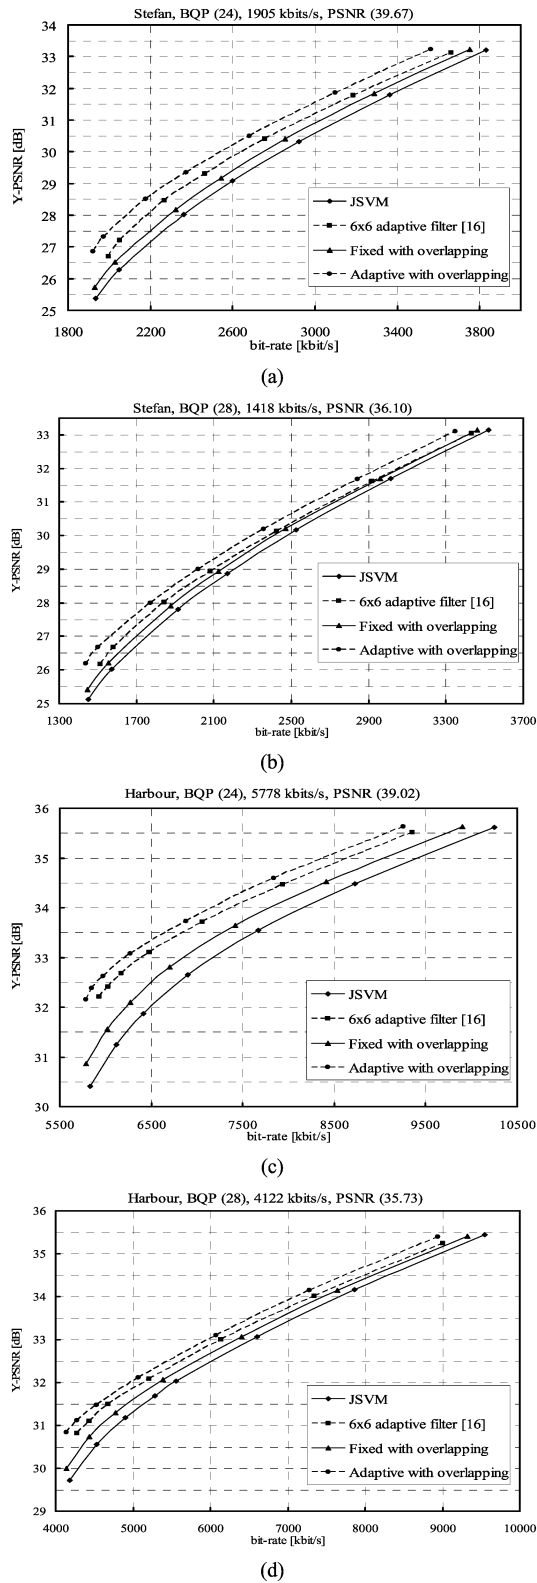 Stefan, BQP (24), 1905 kbits/s, PSNR (39.67)
34
33
32
31
30
29
28
27
26
25
Y-PSNR [dB]
JSVM
6x6 adaptive filter [16]
Fixed with overlapping
Adaptive with overlapping
1800 2200 2600 3000 3400 3800
bit-rate [kbit/s]
(a)
Stefan, BQP (28), 1418 kbits/s, PSNR (36.10)
33
32
31
30
29
28
27
26
25
Y-PSNR [dB]
JSVM
6x6 adaptive filter [16]
Fixed with overlapping
Adaptive with overlapping
1300 1700 2100 2500 2900 3300 3700
bit-rate [kbit/s]
(b)
Harbour, BQP (24), 5778 kbits/s, PSNR (39.02)
36
35
34
33
32
31
30
Y-PSNR [dB]
JSVM
6x6 adaptive filter [16]
Fixed with overlapping
Adaptive with overlapping
5500 6500 7500 8500 9500 10500
bit-rate [kbit/s]
(c)
Harbour, BQP (28), 4122 kbits/s, PSNR (35.73)
36
35
34
33
32
31
30
29
Y-PSNR [dB]
JSVM
6x6 adaptive filter [16]
Fixed with overlapping
Adaptive with overlapping
4000 5000 6000 7000 8000 9000 10000
bit-rate [kbit/s]
(d)